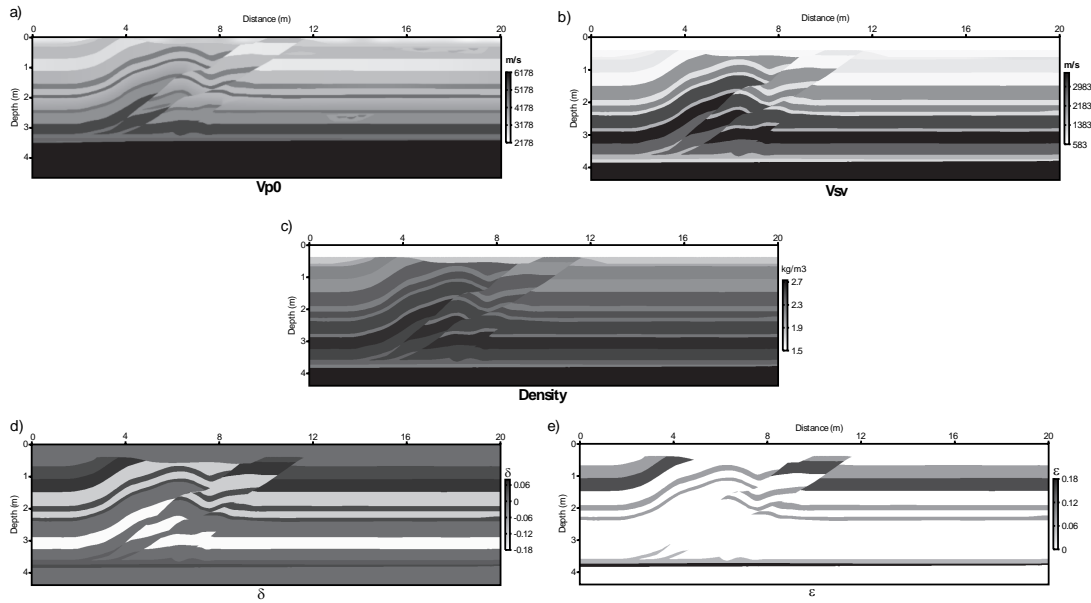 a)
Distance (m)
0 4 8 12 16 20
0
1
2
3
4
Depth (m)
m/s
6178
5178
4178
3178
2178
Vp0
b)
Distance (m)
0 4 8 12 16 20
0
1
2
3
4
Depth (m)
m/s
2983
2183
1383
583
Vsv
c)
0 4 8 12 16 20
0
1
2
3
4
Depth (m)
kg/m3
2.7
2.3
1.9
1.5
Density
d)
0 4 8 12 16 20
0
1
2
3
4
Depth (m)
δ
0.06
0
-0.06
-0.12
-0.18
δ
e)
Distance (m)
0 4 8 12 16 20
0
1
2
3
4
Depth (m)
ε
0.18
0.12
0.06
0
ε